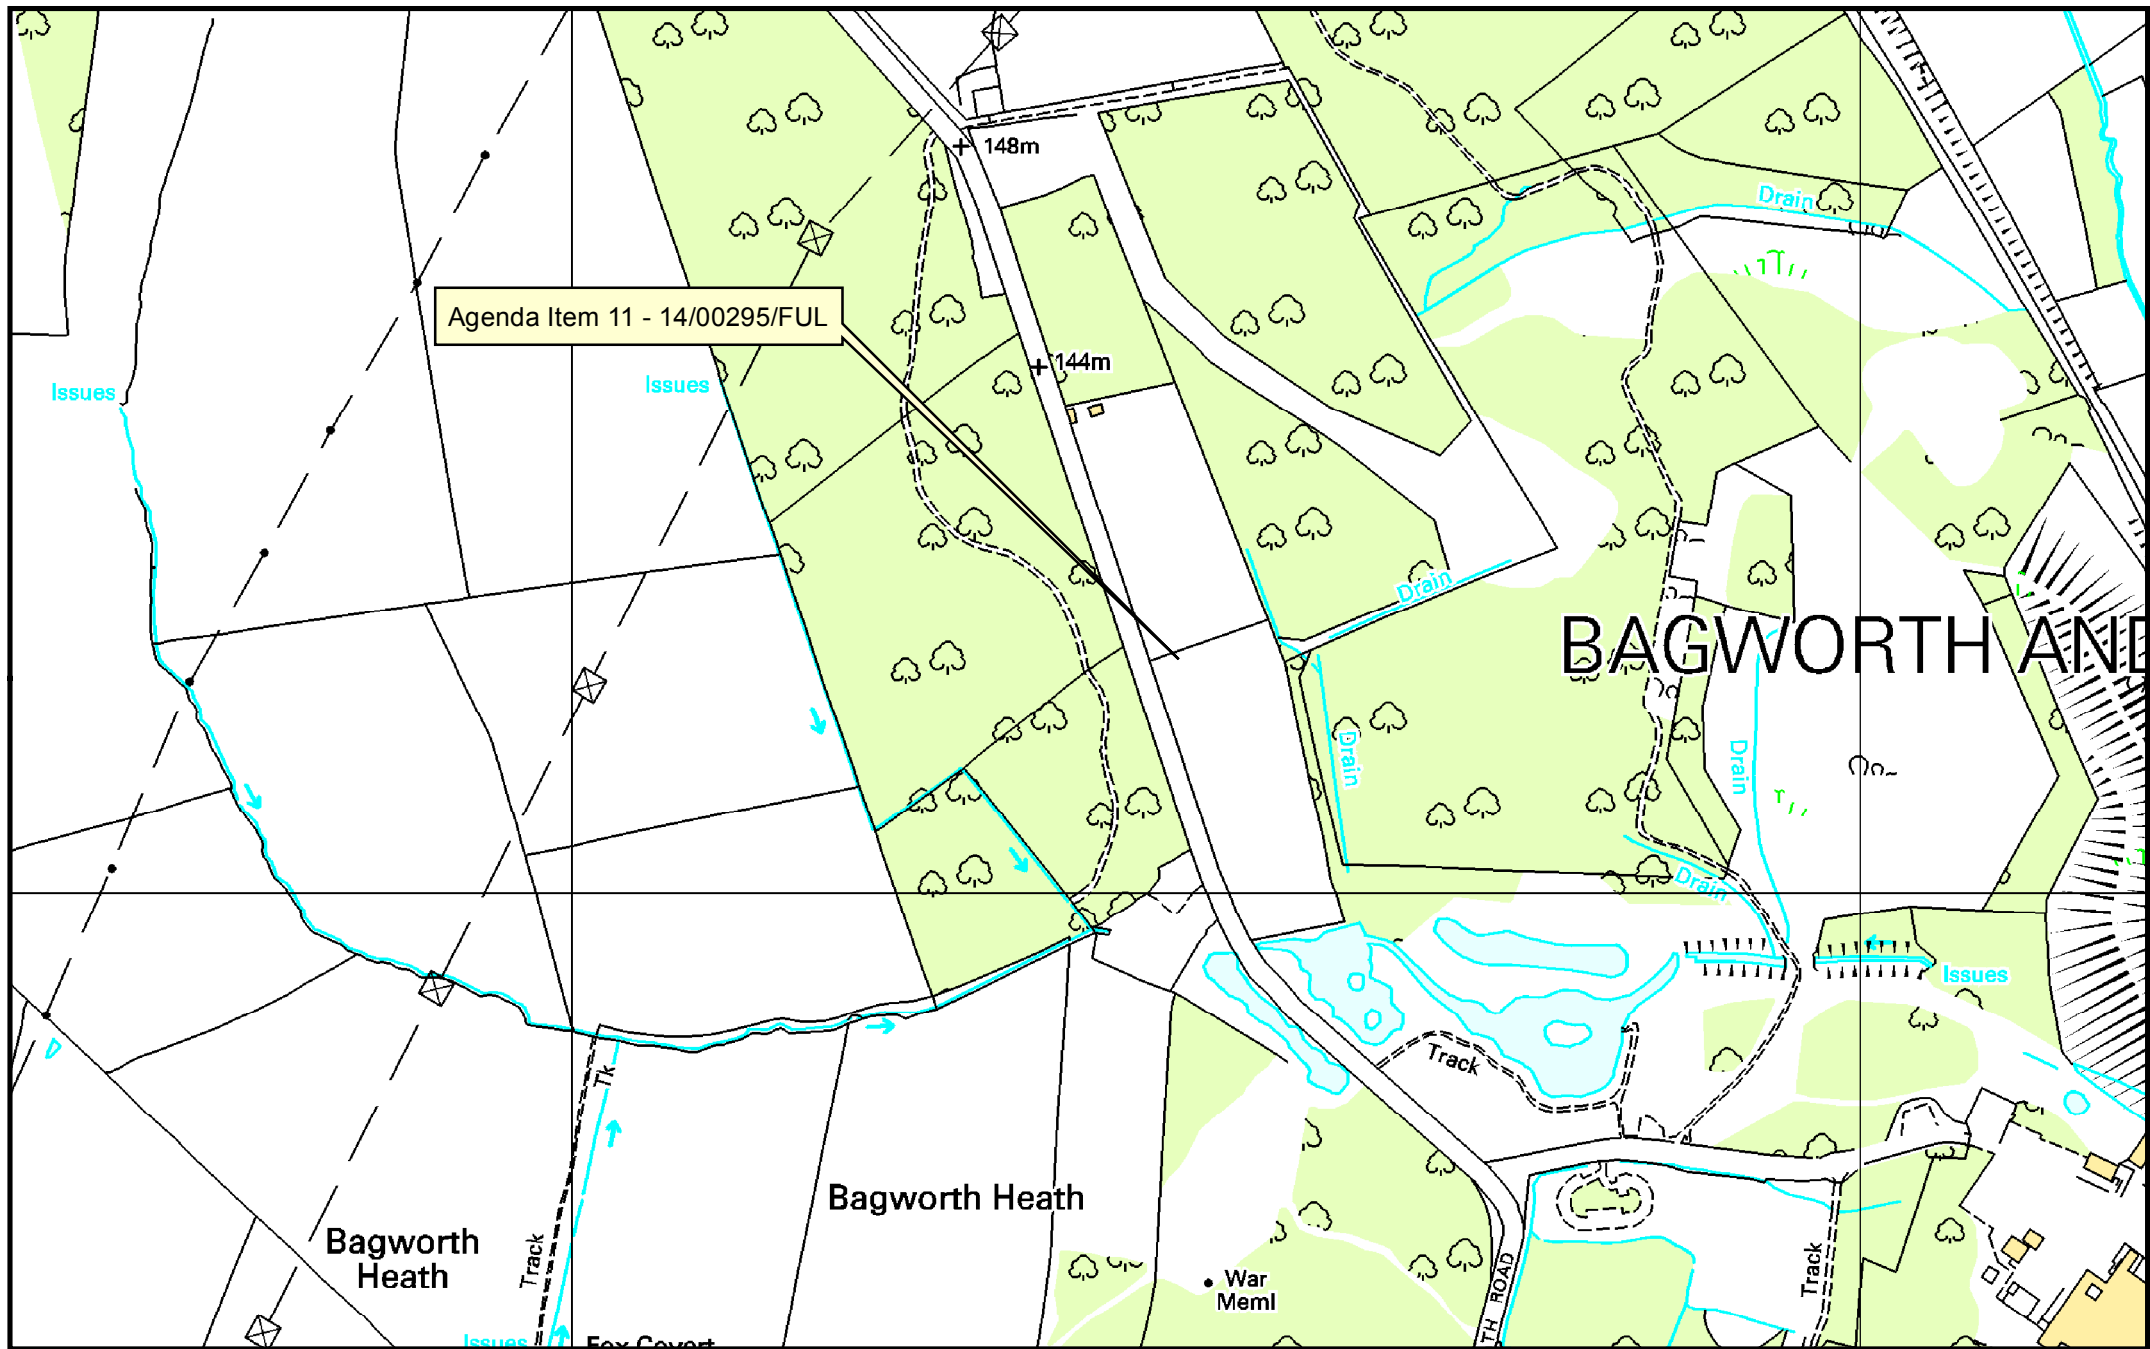 148m
Drain
Agenda Item 11 - 14/00295/FUL
144m
Issues
Issues
Drain
BAGWORTH AND
Drain
Drain
Drain
Issues
Track
Tk
Bagworth Heath
Bagworth
Heath
Track
War
Meml
TH ROAD
Track
Issues
Fox Covert